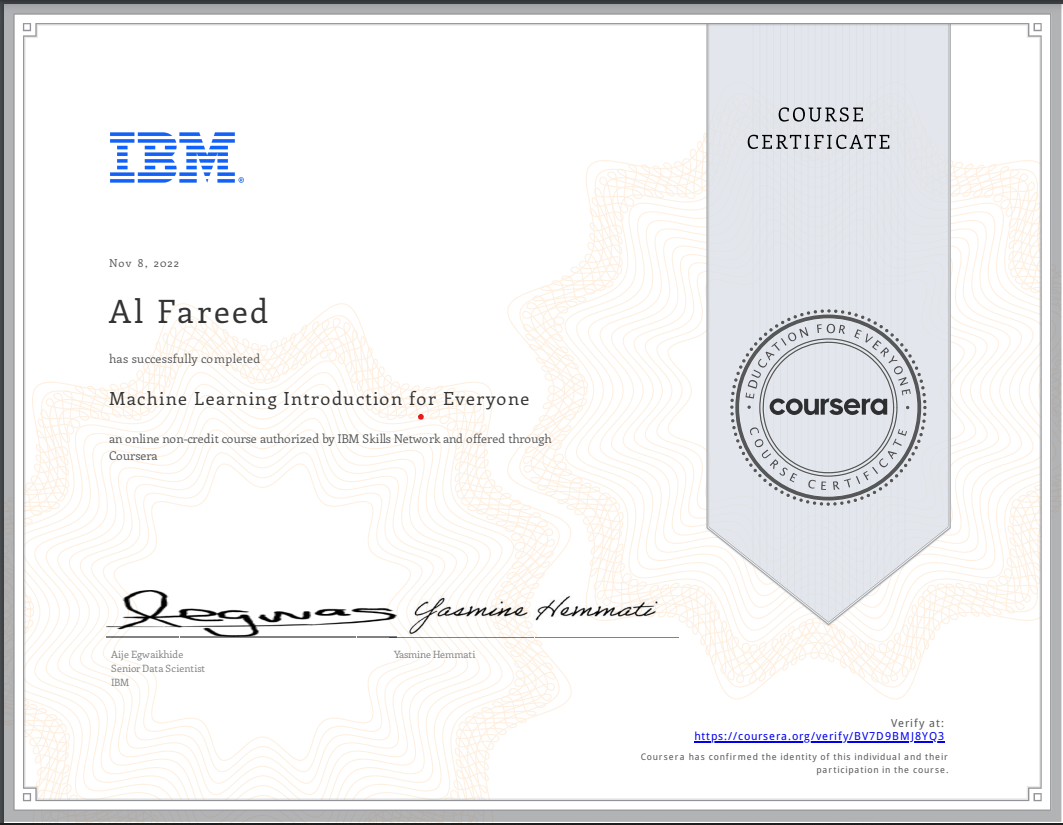 COURSE
CERTIFICATE
IBM®
Nov 8, 2022
Al Fareed
has successfully completed
Machine Learning Introduction for Everyone
an online non-credit course authorized by IBM Skills Network and offered through
Coursera
EDUCATION FOR EVERYONE
coursera
COURSE CERTIFICATE
Yasmine Hemmati
Aije Egwaikhide
Senior Data Scientist
IBM
Yasmine Hemmati
Verify at:
https://coursera.org/verify/BV7D9BMJ8YQ3
Coursera has confirmed the identity of this individual and their
participation in the course.